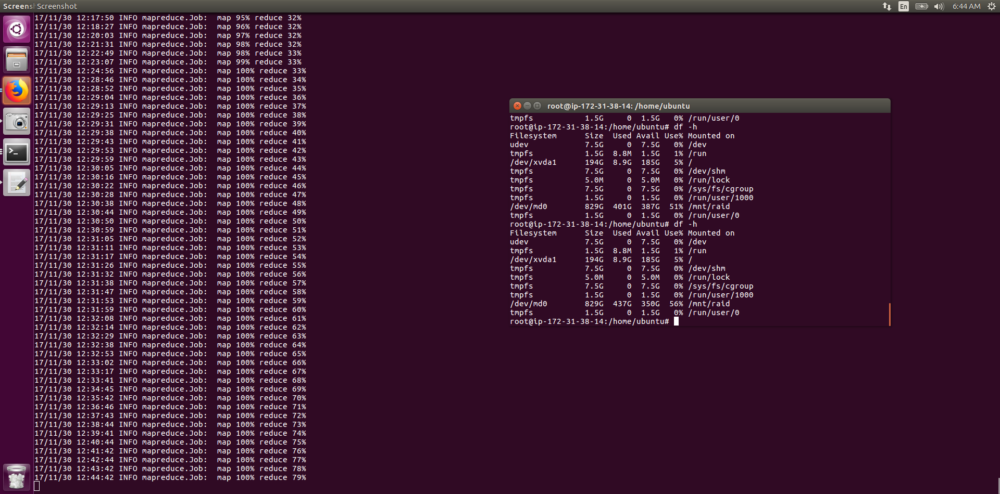 Screens Screenshot
En 6:44 AM
17/11/30 12:17:50 INFO mapreduce.Job:  map 95% reduce 32%
17/11/30 12:18:27 INFO mapreduce.Job:  map 96% reduce 32%
17/11/30 12:20:03 INFO mapreduce.Job:  map 97% reduce 32%
17/11/30 12:21:31 INFO mapreduce.Job:  map 98% reduce 32%
17/11/30 12:22:49 INFO mapreduce.Job:  map 98% reduce 33%
17/11/30 12:23:07 INFO mapreduce.Job:  map 99% reduce 33%
17/11/30 12:24:56 INFO mapreduce.Job:  map 100% reduce 33%
17/11/30 12:28:46 INFO mapreduce.Job:  map 100% reduce 34%
17/11/30 12:28:52 INFO mapreduce.Job:  map 100% reduce 35%
17/11/30 12:29:04 INFO mapreduce.Job:  map 100% reduce 36%
17/11/30 12:29:13 INFO mapreduce.Job:  map 100% reduce 37%
17/11/30 12:29:25 INFO mapreduce.Job:  map 100% reduce 38%
17/11/30 12:29:31 INFO mapreduce.Job:  map 100% reduce 39%
17/11/30 12:29:38 INFO mapreduce.Job:  map 100% reduce 40%
17/11/30 12:29:43 INFO mapreduce.Job:  map 100% reduce 41%
17/11/30 12:29:53 INFO mapreduce.Job:  map 100% reduce 42%
17/11/30 12:29:59 INFO mapreduce.Job:  map 100% reduce 43%
17/11/30 12:30:05 INFO mapreduce.Job:  map 100% reduce 44%
17/11/30 12:30:16 INFO mapreduce.Job:  map 100% reduce 45%
17/11/30 12:30:22 INFO mapreduce.Job:  map 100% reduce 46%
17/11/30 12:30:28 INFO mapreduce.Job:  map 100% reduce 47%
17/11/30 12:30:38 INFO mapreduce.Job:  map 100% reduce 48%
17/11/30 12:30:44 INFO mapreduce.Job:  map 100% reduce 49%
17/11/30 12:30:50 INFO mapreduce.Job:  map 100% reduce 50%
17/11/30 12:30:59 INFO mapreduce.Job:  map 100% reduce 51%
17/11/30 12:31:05 INFO mapreduce.Job:  map 100% reduce 52%
17/11/30 12:31:11 INFO mapreduce.Job:  map 100% reduce 53%
17/11/30 12:31:17 INFO mapreduce.Job:  map 100% reduce 54%
17/11/30 12:31:26 INFO mapreduce.Job:  map 100% reduce 55%
17/11/30 12:31:32 INFO mapreduce.Job:  map 100% reduce 56%
17/11/30 12:31:38 INFO mapreduce.Job:  map 100% reduce 57%
17/11/30 12:31:47 INFO mapreduce.Job:  map 100% reduce 58%
17/11/30 12:31:53 INFO mapreduce.Job:  map 100% reduce 59%
17/11/30 12:31:59 INFO mapreduce.Job:  map 100% reduce 60%
17/11/30 12:32:08 INFO mapreduce.Job:  map 100% reduce 61%
17/11/30 12:32:14 INFO mapreduce.Job:  map 100% reduce 62%
17/11/30 12:32:29 INFO mapreduce.Job:  map 100% reduce 63%
17/11/30 12:32:38 INFO mapreduce.Job:  map 100% reduce 64%
17/11/30 12:32:53 INFO mapreduce.Job:  map 100% reduce 65%
17/11/30 12:33:02 INFO mapreduce.Job:  map 100% reduce 66%
17/11/30 12:33:17 INFO mapreduce.Job:  map 100% reduce 67%
17/11/30 12:33:41 INFO mapreduce.Job:  map 100% reduce 68%
17/11/30 12:34:45 INFO mapreduce.Job:  map 100% reduce 69%
17/11/30 12:35:42 INFO mapreduce.Job:  map 100% reduce 70%
17/11/30 12:36:46 INFO mapreduce.Job:  map 100% reduce 71%
17/11/30 12:37:43 INFO mapreduce.Job:  map 100% reduce 72%
17/11/30 12:38:44 INFO mapreduce.Job:  map 100% reduce 73%
17/11/30 12:39:41 INFO mapreduce.Job:  map 100% reduce 74%
17/11/30 12:40:44 INFO mapreduce.Job:  map 100% reduce 75%
17/11/30 12:41:42 INFO mapreduce.Job:  map 100% reduce 76%
17/11/30 12:42:44 INFO mapreduce.Job:  map 100% reduce 77%
17/11/30 12:43:42 INFO mapreduce.Job:  map 100% reduce 78%
17/11/30 12:44:42 INFO mapreduce.Job:  map 100% reduce 79%
root@ip-172-31-38-14: /home/ubuntu
tmpfs           1.5G     0  1.5G   0% /run/user/0
root@ip-172-31-38-14:/home/ubuntu# df -h
Filesystem      Size  Used Avail Use% Mounted on
udev            7.5G     0  7.5G   0% /dev
tmpfs           1.5G  8.8M  1.5G   1% /run
/dev/xvda1      194G  8.9G  185G   5% /
tmpfs           7.5G     0  7.5G   0% /dev/shm
tmpfs           5.0M     0  5.0M   0% /run/lock
tmpfs           7.5G     0  7.5G   0% /sys/fs/cgroup
tmpfs           1.5G     0  1.5G   0% /run/user/1000
/dev/md0        829G  401G  387G  51% /mnt/raid
tmpfs           1.5G     0  1.5G   0% /run/user/0
root@ip-172-31-38-14:/home/ubuntu# df -h
Filesystem      Size  Used Avail Use% Mounted on
udev            7.5G     0  7.5G   0% /dev
tmpfs           1.5G  8.8M  1.5G   1% /run
/dev/xvda1      194G  8.9G  185G   5% /
tmpfs           7.5G     0  7.5G   0% /dev/shm
tmpfs           5.0M     0  5.0M   0% /run/lock
tmpfs           7.5G     0  7.5G   0% /sys/fs/cgroup
tmpfs           1.5G     0  1.5G   0% /run/user/1000
/dev/md0        829G  437G  350G  56% /mnt/raid
tmpfs           1.5G     0  1.5G   0% /run/user/0
root@ip-172-31-38-14:/home/ubuntu#